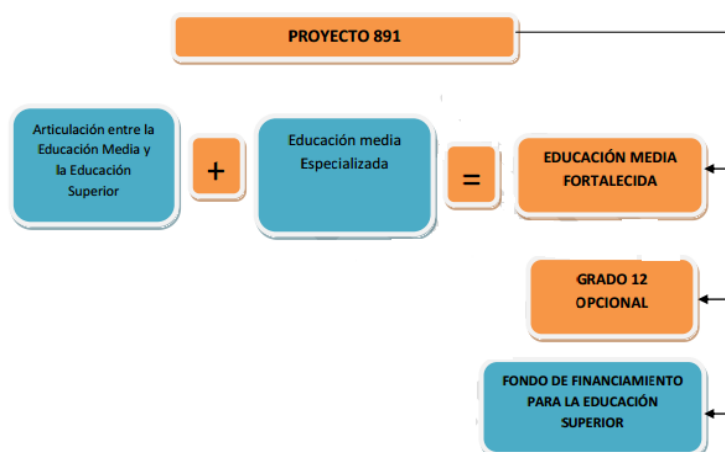 PROYECTO 891
Articulación entre la
Educación Media y
la Educación
Superior
+
Educación media
Especializada
=
EDUCACIÓN MEDIA
FORTALECIDA
GRADO 12
OPCIONAL
FONDO DE FINANCIAMIENTO
PARA LA EDUCACIÓN
SUPERIOR